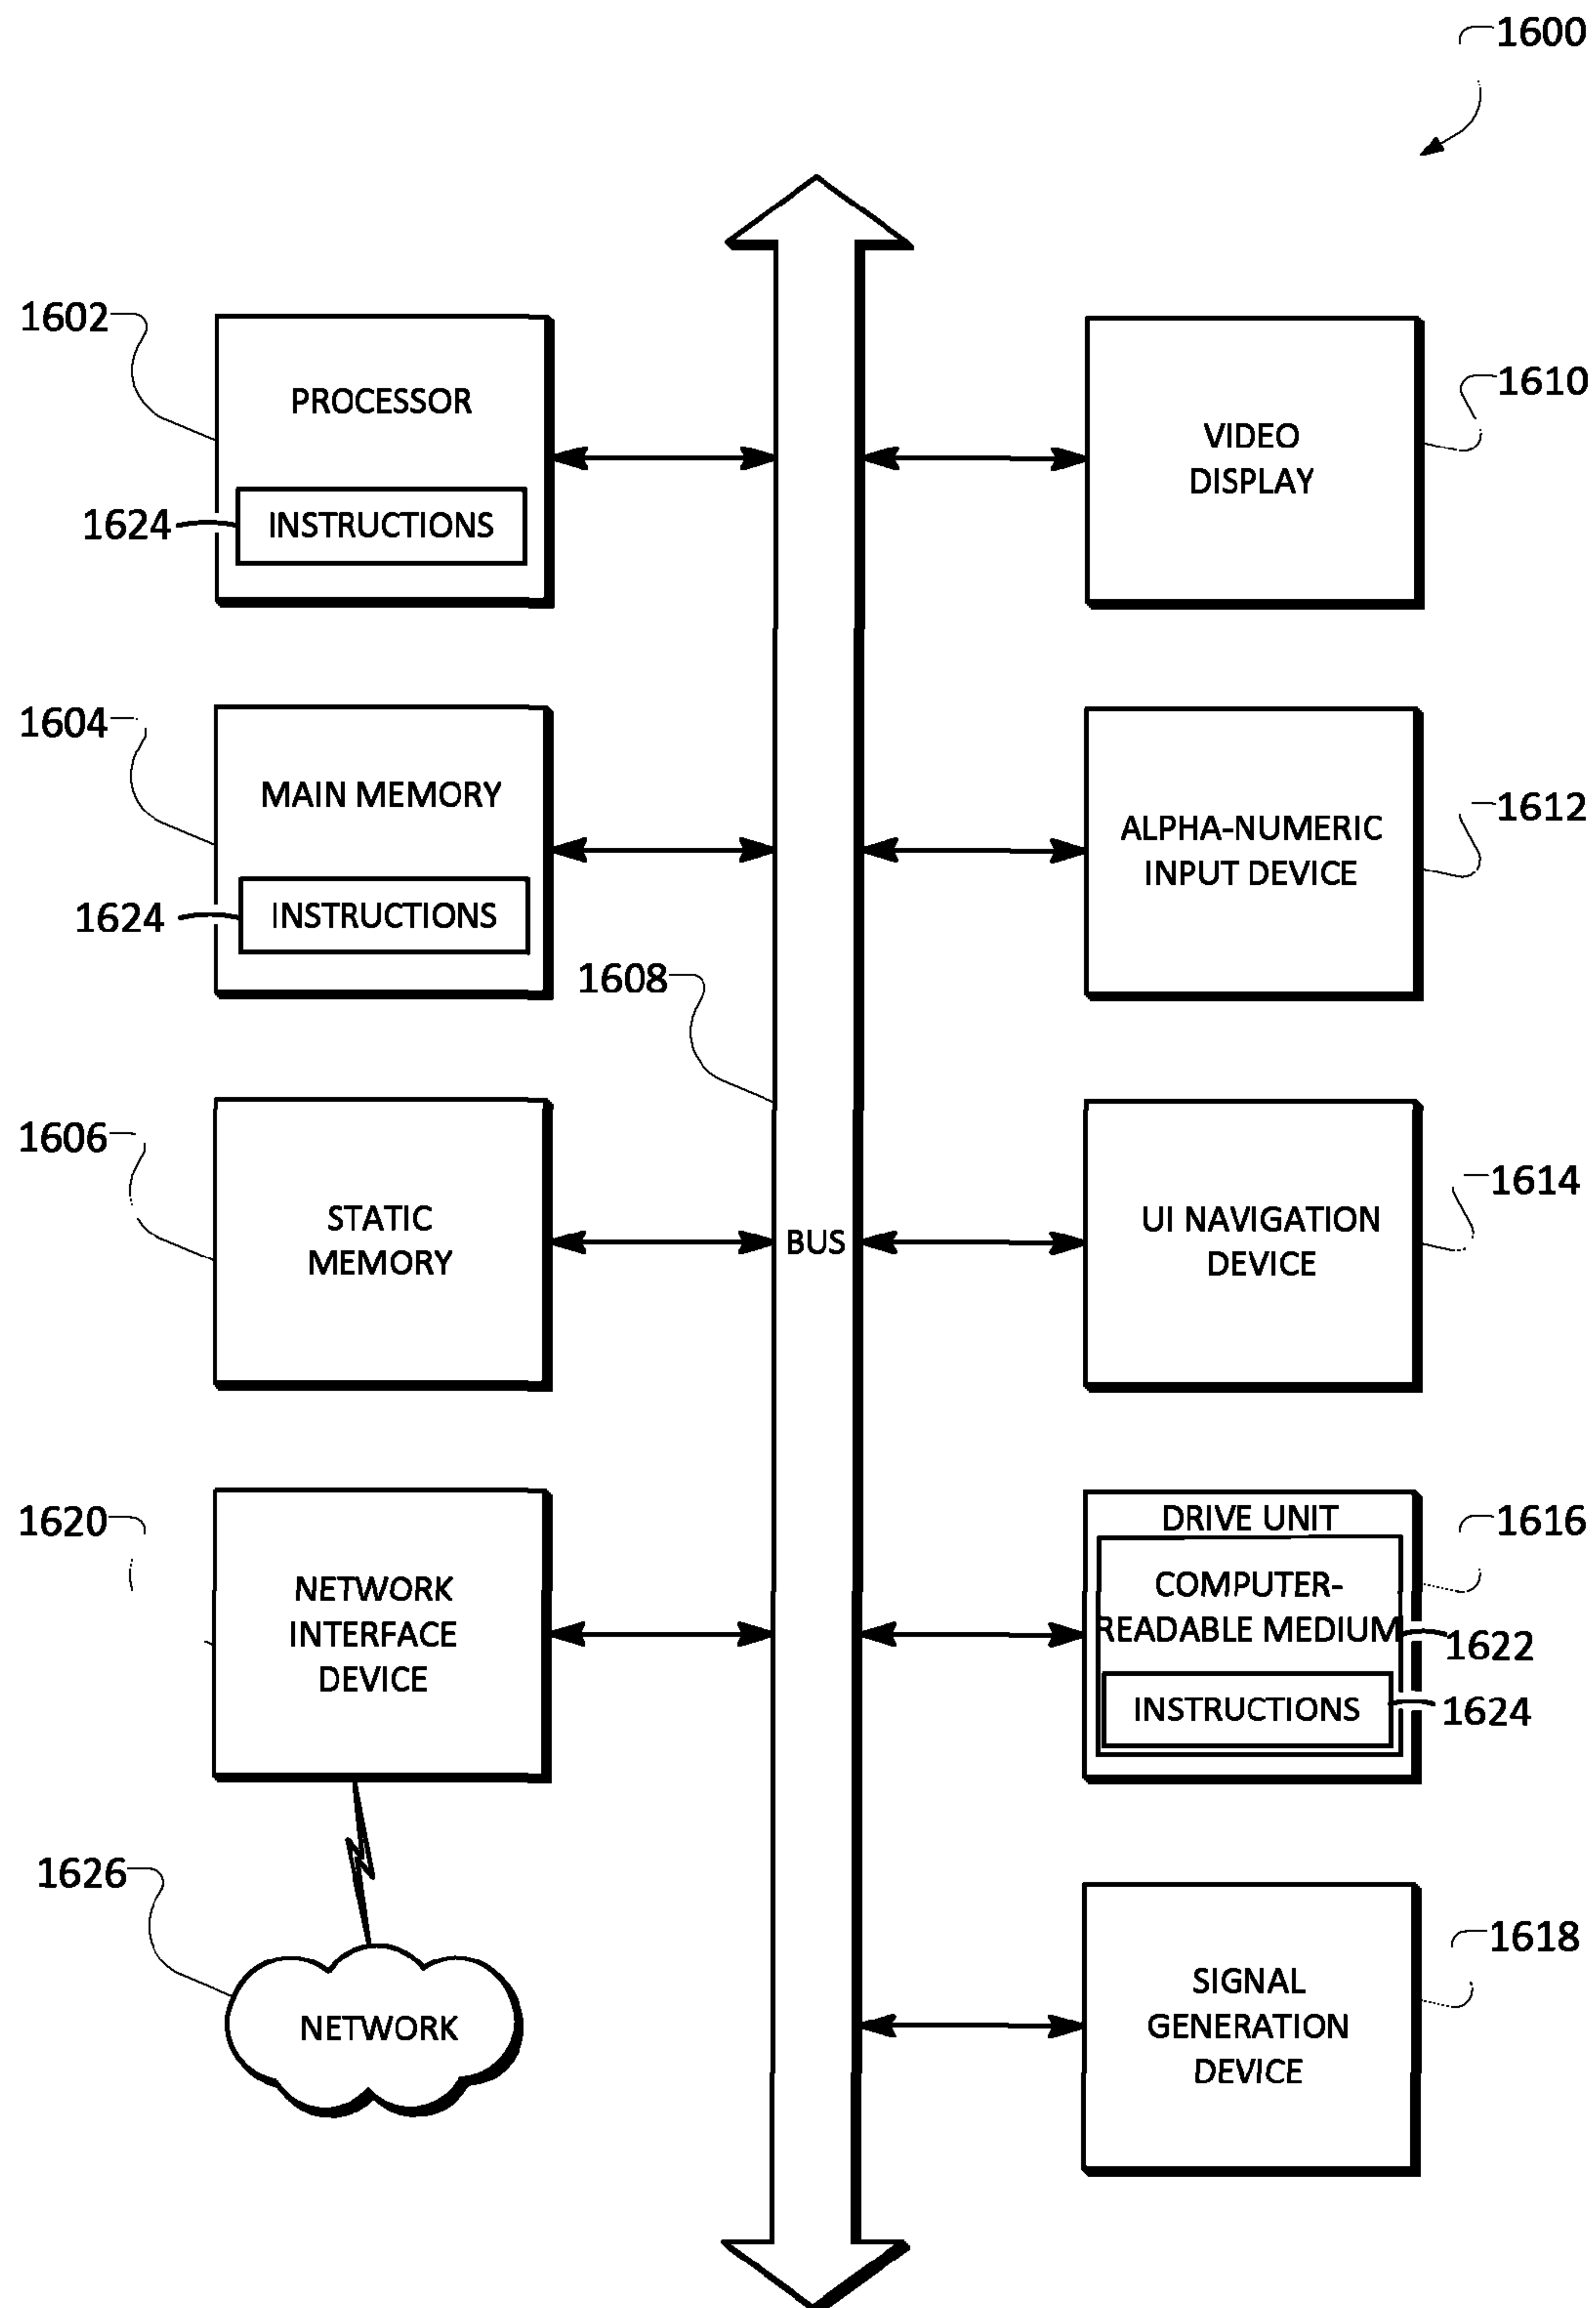 1600
1602
PROCESSOR
1624
INSTRUCTIONS
1610
VIDEO
DISPLAY
1604
MAIN MEMORY
1624
INSTRUCTIONS
1612
ALPHA-NUMERIC
INPUT DEVICE
1608
1606
STATIC
MEMORY
BUS
1614
UI NAVIGATION
DEVICE
1620
NETWORK
INTERFACE
DEVICE
1616
DRIVE UNIT
COMPUTER-
READABLE MEDIUM
1622
INSTRUCTIONS
1624
1626
NETWORK
1618
SIGNAL
GENERATION
DEVICE